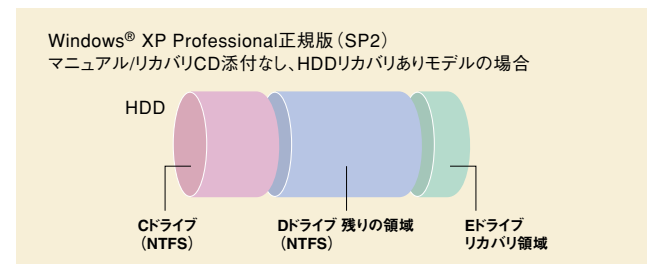 Windows® XP Professional正規版（SP2）
マニュアル/リカバリCD添付なし、HDDリカバリありモデルの場合
HDD
Cドライブ
（NTFS）
Dドライブ 残りの領域
（NTFS）
Eドライブ
リカバリ領域